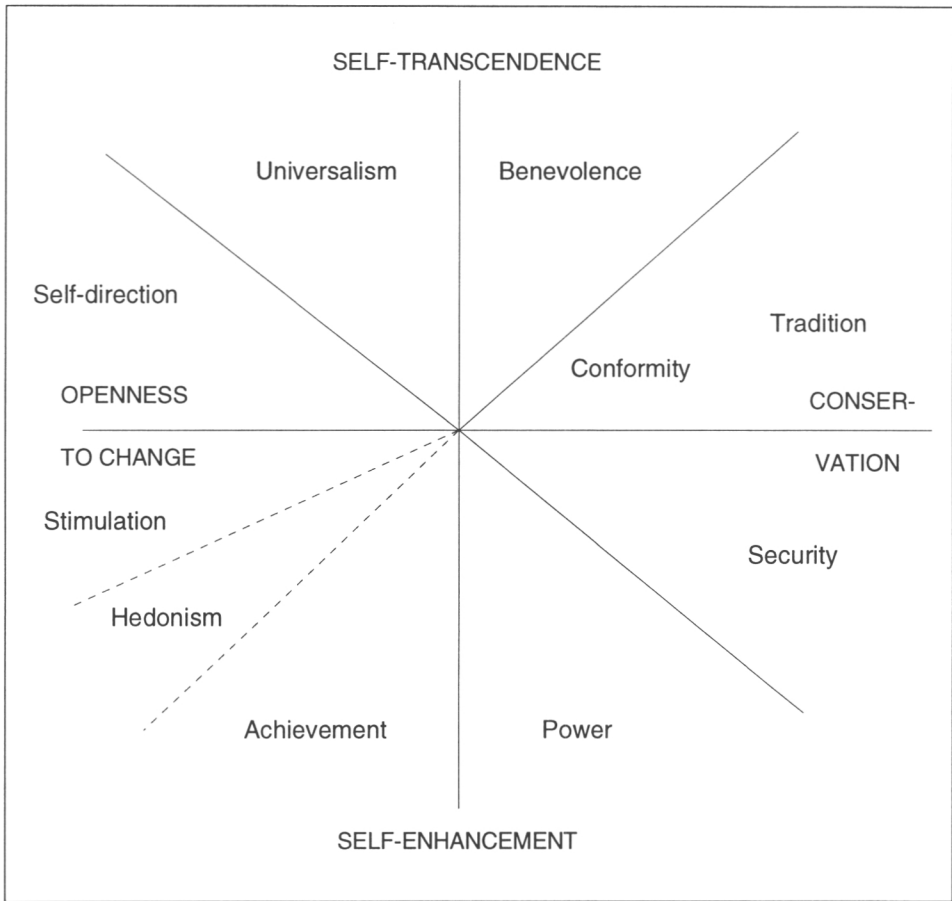 SELF-TRANSCENDENCE
Universalism
Benevolence
Self-direction
Tradition
Conformity
OPENNESS
CONSER-
TO CHANGE
VATION
Stimulation
Security
Hedonism
Achievement
Power
SELF-ENHANCEMENT